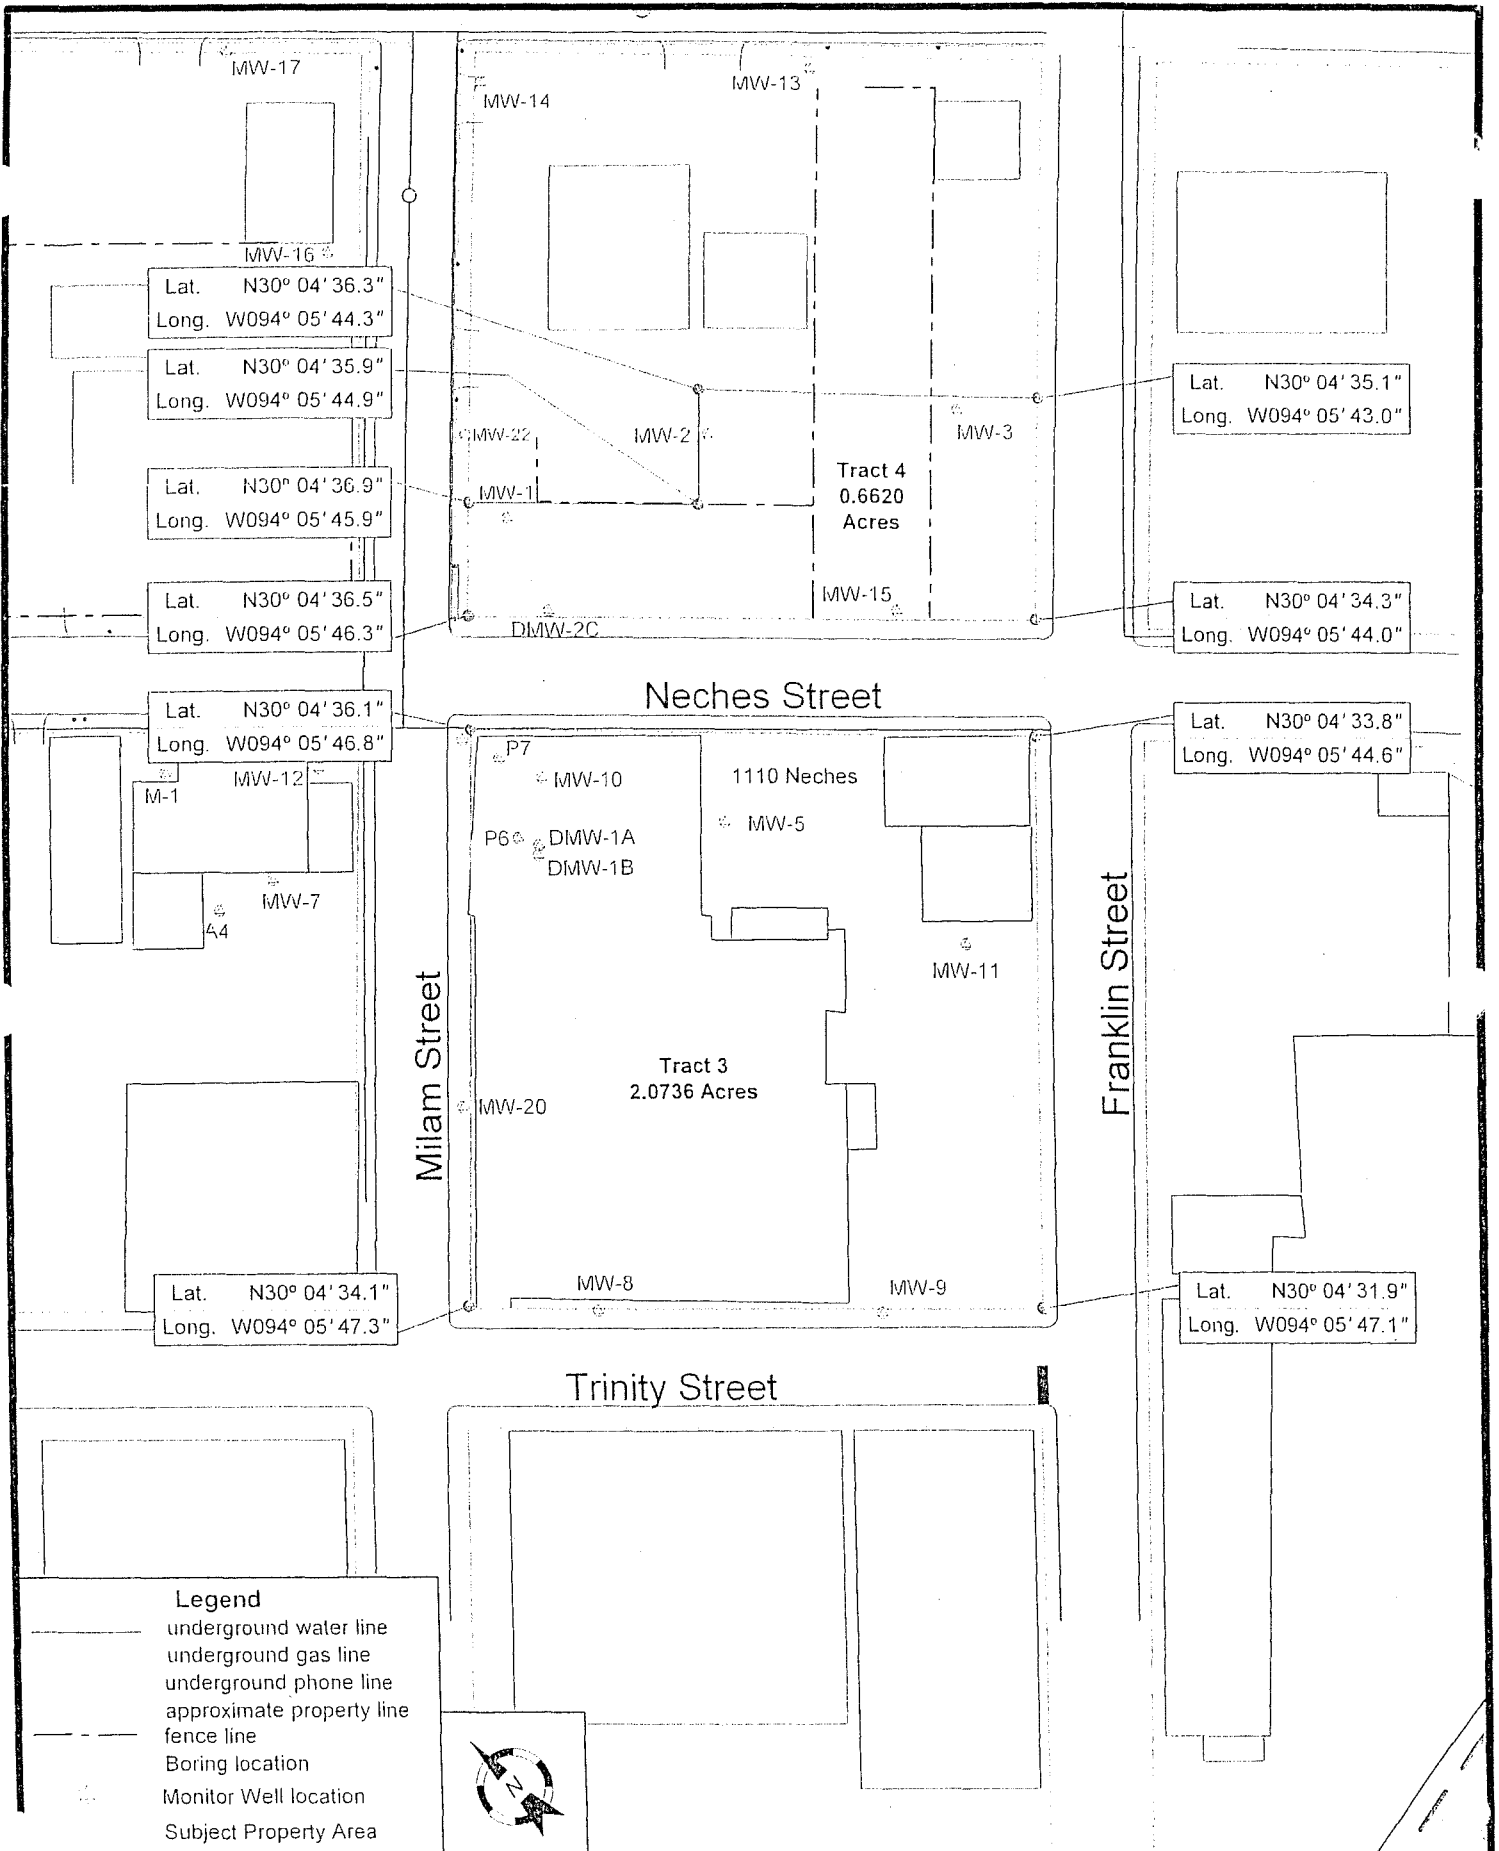 MW-17
MW-14
MW-13
MW-16
Lat. N30° 04' 36.3"
Long. W094° 05' 44.3"
Lat. N30° 04' 35.9"
Long. W094° 05' 44.9"
Lat. N30° 04' 35.1"
Long. W094° 05' 43.0"
MW-22
MW-2
MW-3
Lat. N30° 04' 36.9"
Long. W094° 05' 45.9"
MW-1
Tract 4
0.6620
Acres
Lat. N30° 04' 36.5"
Long. W094° 05' 46.3"
DMW-2C
MW-15
Lat. N30° 04' 34.3"
Long. W094° 05' 44.0"
Neches Street
Lat. N30° 04' 36.1"
Long. W094° 05' 46.8"
Lat. N30° 04' 33.8"
Long. W094° 05' 44.6"
P7
M-1
MW-12
MW-10
1110 Neches
MW-5
P6
DMW-1A
DMW-1B
MW-7
A4
MW-11
Milam Street
Franklin Street
Tract 3
2.0736 Acres
MW-20
Lat. N30° 04' 34.1"
Long. W094° 05' 47.3"
MW-8
MW-9
Lat. N30° 04' 31.9"
Long. W094° 05' 47.1"
Trinity Street
Legend
underground water line
underground gas line
underground phone line
approximate property line
fence line
Boring location
Monitor Well location
Subject Property Area
N